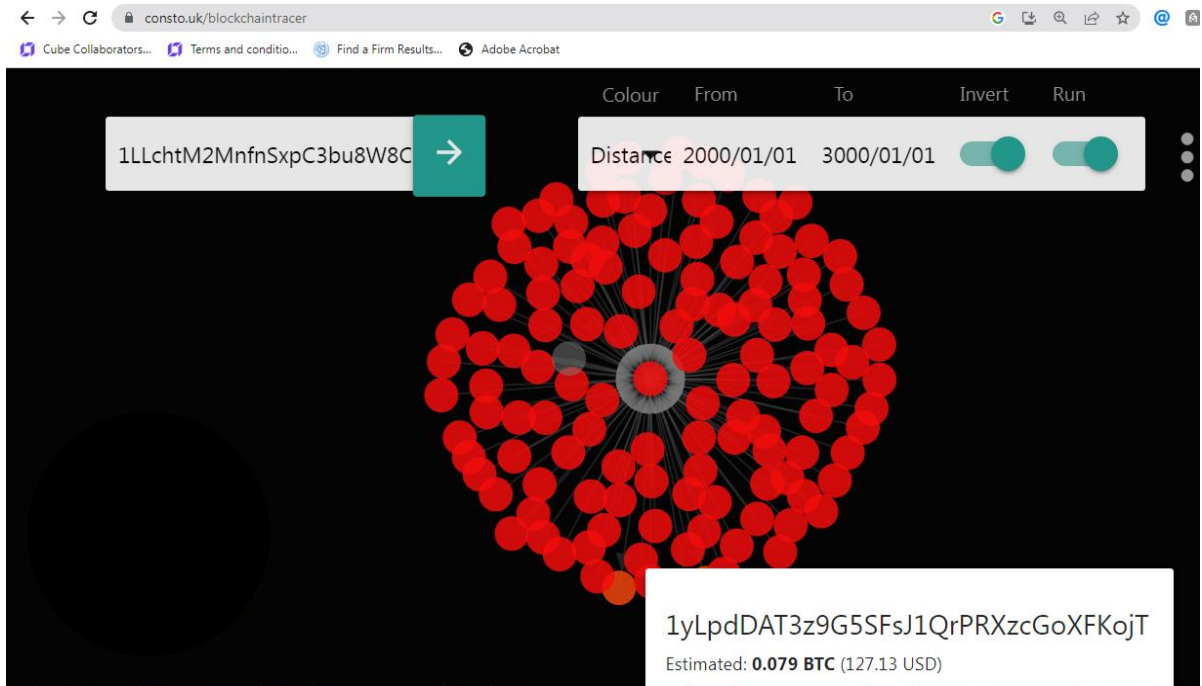 consto.uk/blockchaintracer
Cube Collaborators... Terms and conditio... Find a Firm Results... Adobe Acrobat
Colour From To Invert Run
1LLchtM2MnfnSxpC3bu8W8C Distance 2000/01/01 3000/01/01
1yLpdDAT3z9G5SFsJ1QrPRXzcGoXFKojT
Estimated: 0.079 BTC (127.13 USD)